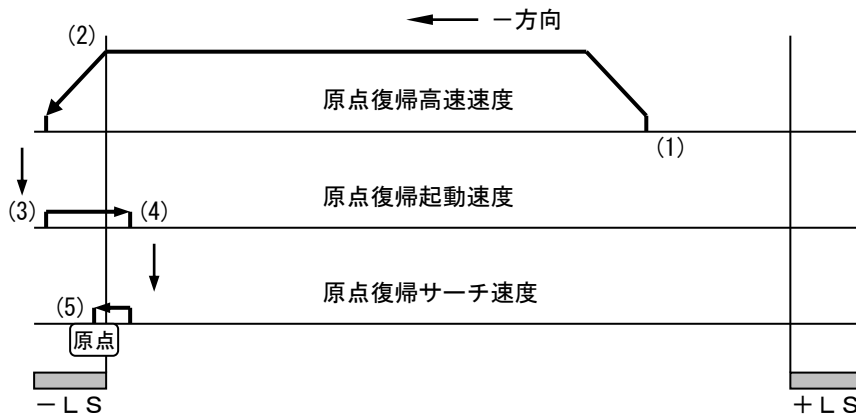 (2)
－方向
原点復帰高速速度
(1)
(3)
(4)
原点復帰起動速度
(5)
原点復帰サーチ速度
原点
－ＬＳ
＋ＬＳ